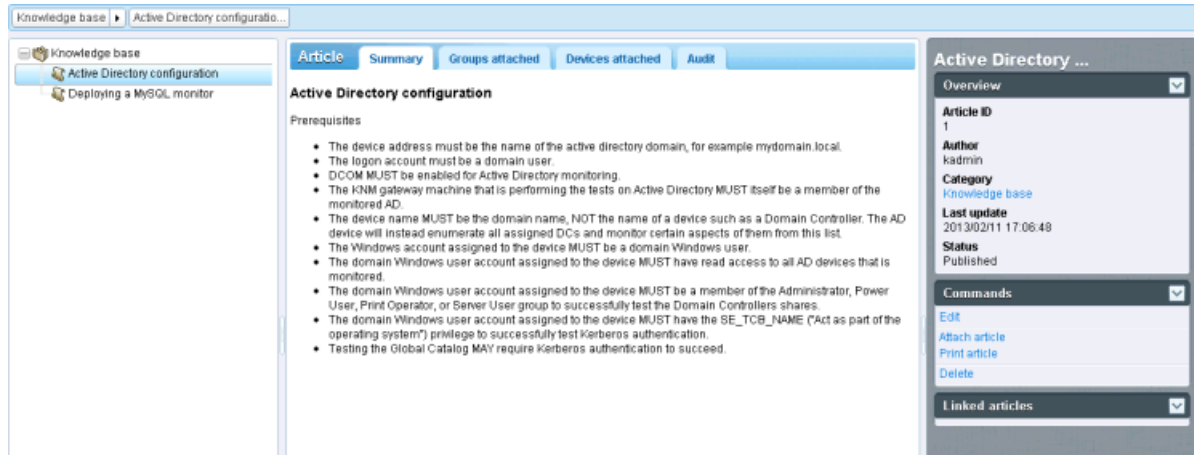 Knowledge base
Active Directory configuratio...
Knowledge base
Active Directory configuration
Deploying a MySQL monitor
Article
Summary
Groups attached
Devices attached
Audit
Active Directory configuration
Prerequisites
• The device address must be the name of the active directory domain, for example mydomain.local.
• The logon account must be a domain user.
• DCOM MUST be enabled for Active Directory monitoring.
• The KNM gateway machine that is performing the tests on Active Directory MUST itself be a member of the
monitored AD.
• The device name MUST be the domain name, NOT the name of a device such as a Domain Controller. The AD
device will instead enumerate all assigned DCs and monitor certain aspects of them from this list.
• The Windows account assigned to the device MUST be a domain Windows user.
• The domain Windows user account assigned to the device MUST have read access to all AD devices that is
monitored.
• The domain Windows user account assigned to the device MUST be a member of the Administrator, Power
User, Print Operator, or Server User group to successfully test the Domain Controllers shares.
• The domain Windows user account assigned to the device MUST have the SE_TCB_NAME ("Act as part of the
operating system") privilege to successfully test Kerberos authentication.
• Testing the Global Catalog MAY require Kerberos authentication to succeed.
Active Directory ...
Overview
Article ID
1
Author
kadmin
Category
Knowledge base
Last update
2013/02/11 17:06:48
Status
Published
Commands
Edit
Attach article
Print article
Delete
Linked articles